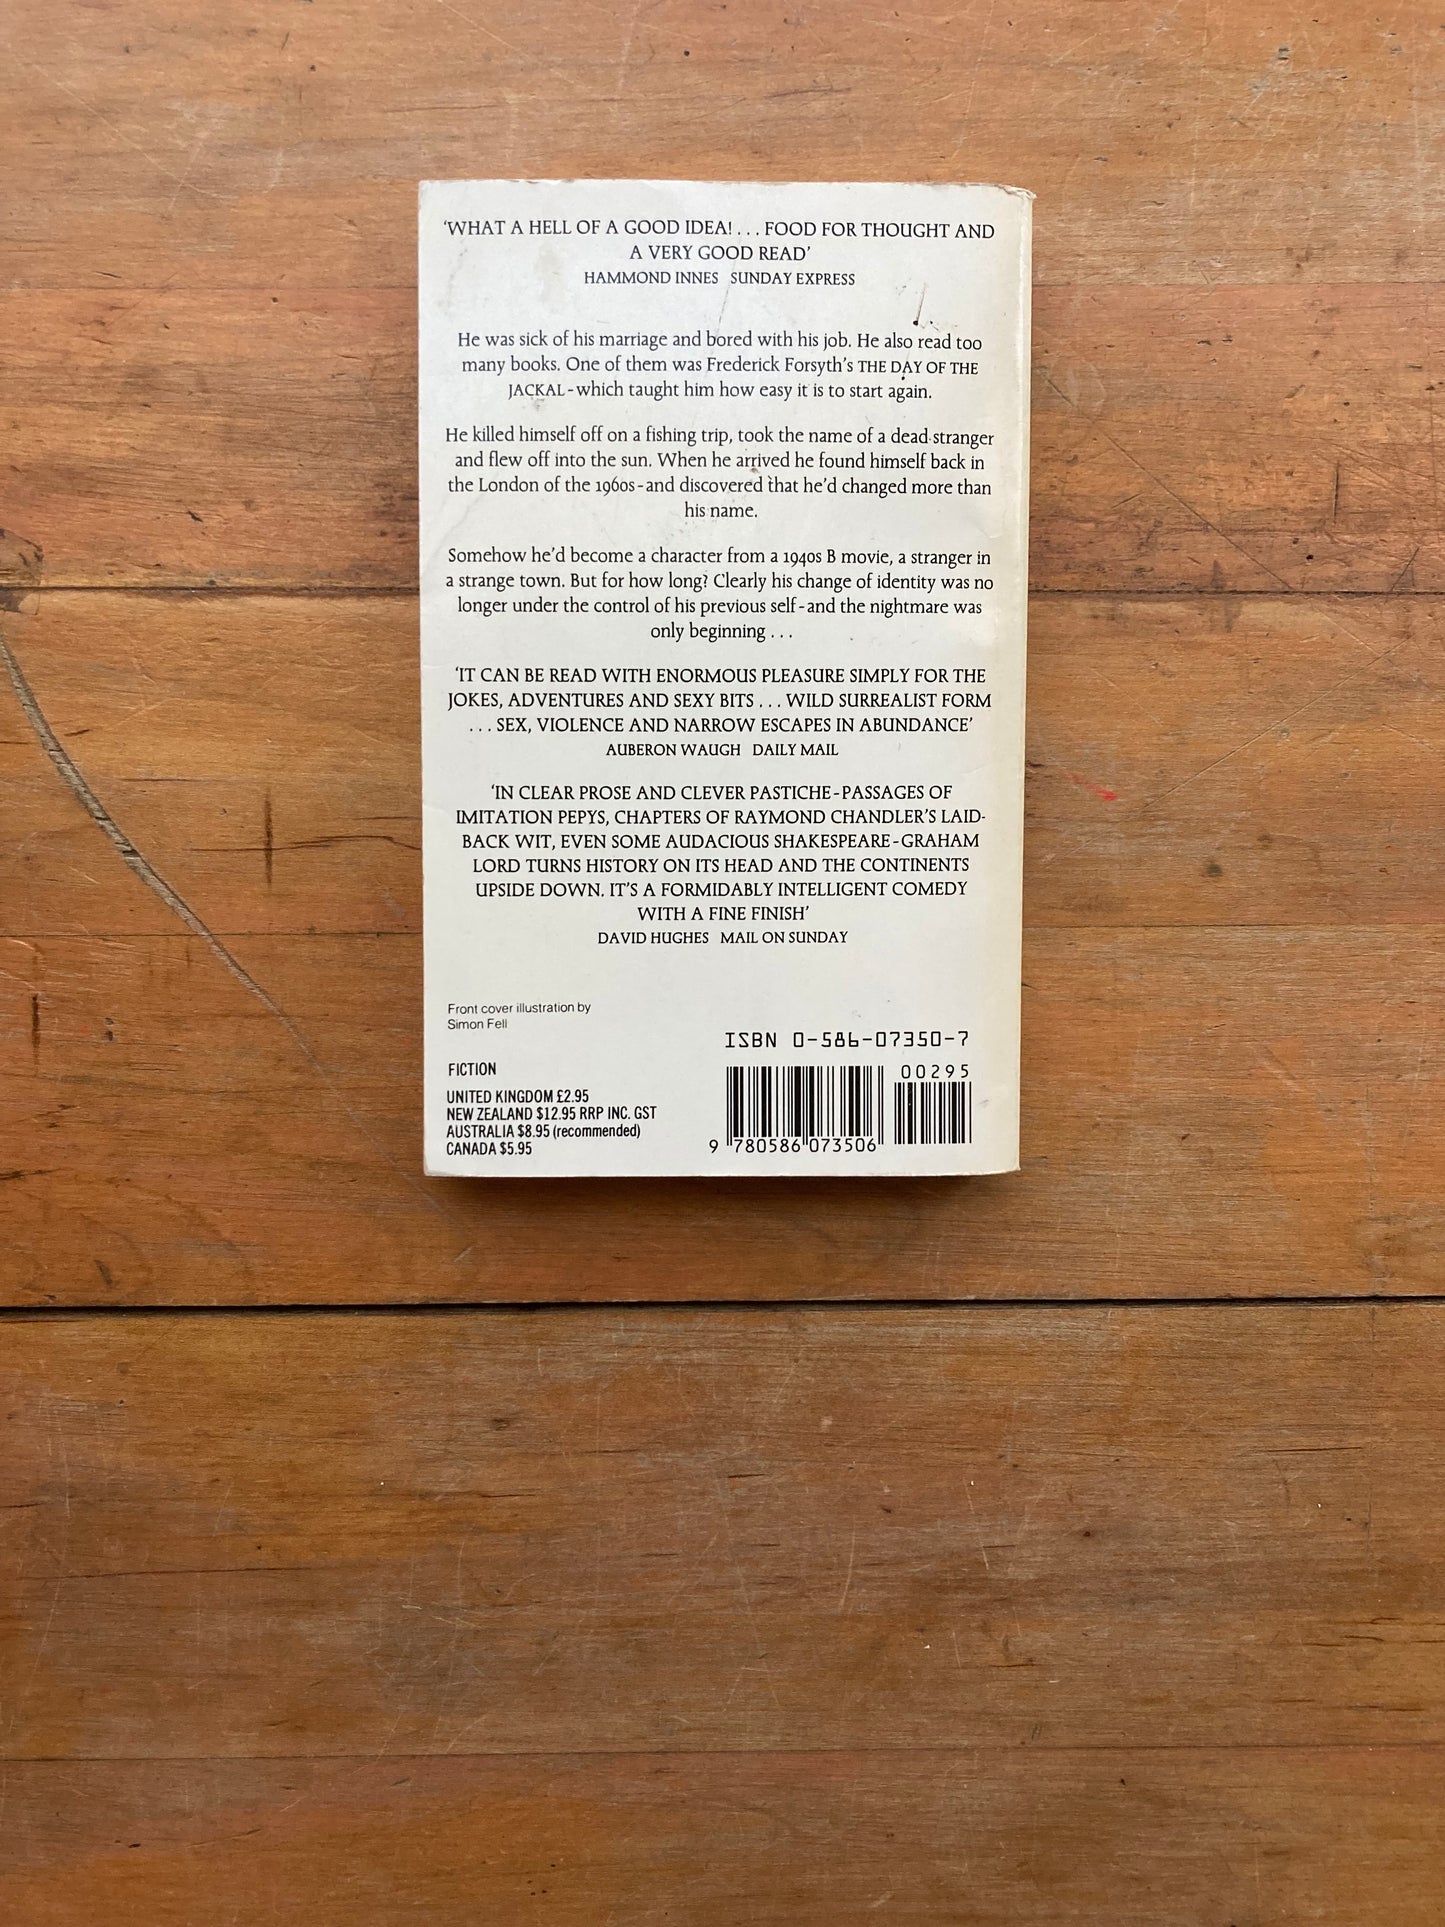 ‘WHAT A HELL OF A GOOD IDEA! . . . FOOD FOR THOUGHT AND
A VERY GOOD READ’
HAMMOND INNES SUNDAY EXPRESS
He was sick of his marriage and bored with his job. He also read too
many books. One of them was Frederick Forsyth’s THE DAY OF THE
JACKAL - which taught him how easy it is to start again.
He killed himself off on a fishing trip, took the name of a dead stranger
and flew off into the sun. When he arrived he found himself back in
the London of the 1960s - and discovered that he’d changed more than
his name.
Somehow he’d become a character from a 1940s B movie, a stranger in
a strange town. But for how long? Clearly his change of identity was no
longer under the control of his previous self - and the nightmare was
only beginning . . .
‘IT CAN BE READ WITH ENORMOUS PLEASURE SIMPLY FOR THE
JOKES, ADVENTURES AND SEXY BITS . . . WILD SURREALIST FORM
. . . SEX, VIOLENCE AND NARROW ESCAPES IN ABUNDANCE’
AUBERON WAUGH DAILY MAIL
‘IN CLEAR PROSE AND CLEVER PASTICHE - PASSAGES OF
IMITATION PEPYS, CHAPTERS OF RAYMOND CHANDLER’S LAID-
BACK WIT, EVEN SOME AUDACIOUS SHAKESPEARE - GRAHAM
LORD TURNS HISTORY ON ITS HEAD AND THE CONTINENTS
UPSIDE DOWN. IT’S A FORMIDABLY INTELLIGENT COMEDY
WITH A FINE FINISH’
DAVID HUGHES MAIL ON SUNDAY
Front cover illustration by
Simon Fell
FICTION
UNITED KINGDOM £2.95
NEW ZEALAND $12.95 RRP INC. GST
AUSTRALIA $8.95 (recommended)
CANADA $5.95
ISBN 0-586-07350-7
00295
9 780586 073506